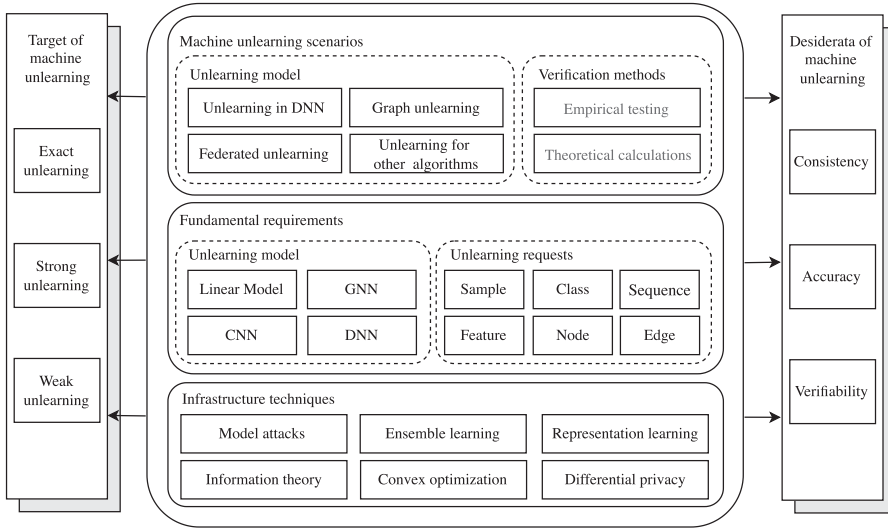 Target of
machine
unlearning
Exact
unlearning
Strong
unlearning
Weak
unlearning
Machine unlearning scenarios
Unlearning model
Unlearning in DNN
Graph unlearning
Federated unlearning
Unlearning for
other algorithms
Verification methods
Empirical testing
Theoretical calculations
Fundamental requirements
Unlearning model
Linear Model
GNN
CNN
DNN
Unlearning requests
Sample
Class
Sequence
Feature
Node
Edge
Infrastructure techniques
Model attacks
Ensemble learning
Representation learning
Information theory
Convex optimization
Differential privacy
Desiderata of
machine
unlearning
Consistency
Accuracy
Verifiability